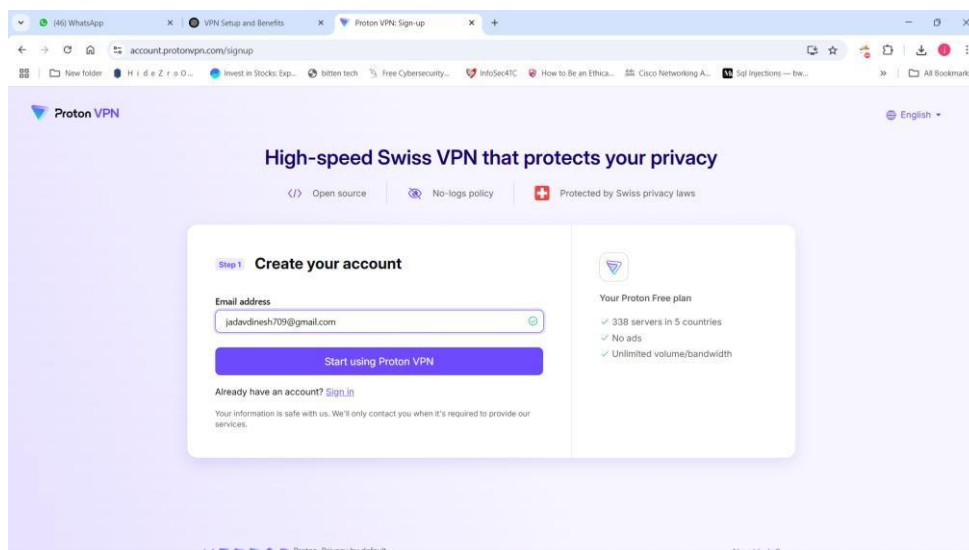 (46) WhatsApp
VPN Setup and Benefits
Proton VPN: Sign-up
account.protonvpn.com/signup
New folder
H i d e Z r o O...
Invest in Stocks: Exp...
bitten tech
Free Cybersecurity...
InfoSec4TC
How to Be an Ethica...
Cisco Networking A...
Sql Injections — bw...
All Bookmark
Proton VPN
English
High-speed Swiss VPN that protects your privacy
Open source
No-logs policy
Protected by Swiss privacy laws
Step 1 Create your account
Email address
jadavdinesh709@gmail.com
Start using Proton VPN
Already have an account? Sign in
Your information is safe with us. We'll only contact you when it's required to provide our
services.
Your Proton Free plan
338 servers in 5 countries
No ads
Unlimited volume/bandwidth
Proton. Privacy by default.